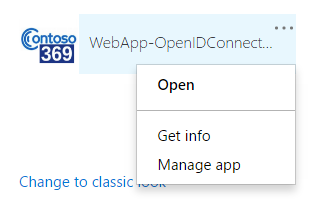 Contoso
369
WebApp-OpenIDConnect...
...
Open
Get info
Manage app
Change to classic look